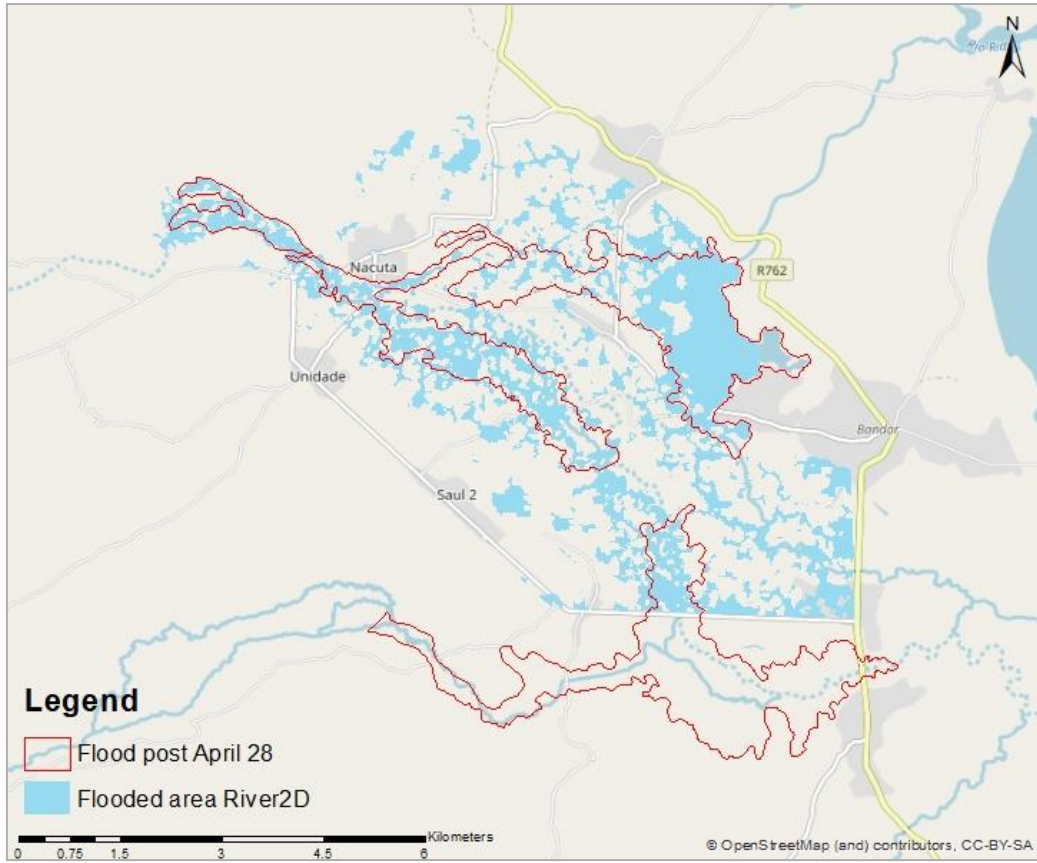 N
Nacuta
R762
Unidade
Bandar
Saul 2
Legend
Flood post April 28
Flooded area River2D
Kilometers
0 0.75 1.5 3 4.5 6
© OpenStreetMap (and) contributors, CC-BY-SA